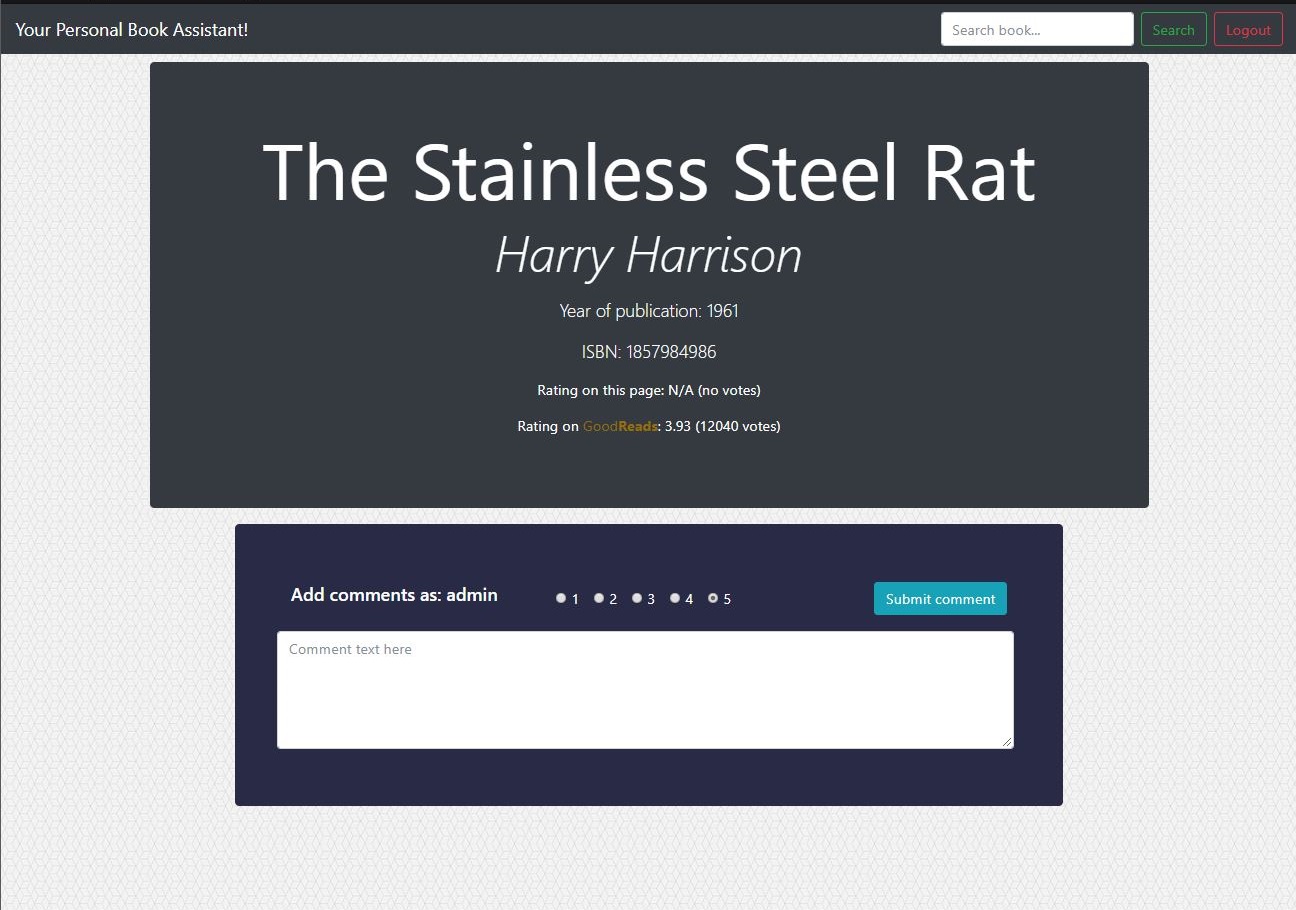 Your Personal Book Assistant!
Search book...
Search
Logout
The Stainless Steel Rat
Harry Harrison
Year of publication: 1961
ISBN: 1857984986
Rating on this page: N/A (no votes)
Rating on GoodReads: 3.93 (12040 votes)
Add comments as: admin
1 2 3 4 5
Submit comment
Comment text here